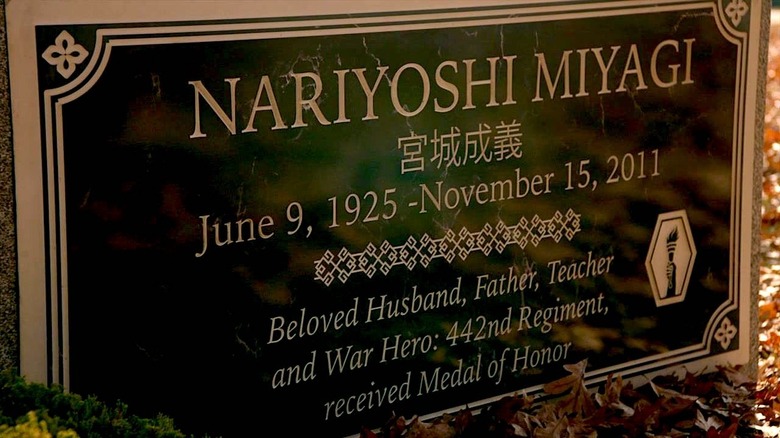 NARIYOSHI MIYAGI
宮城成義
June 9, 1925 -November 15, 2011
Beloved Husband, Father, Teacher
and War Hero: 442nd Regiment,
received Medal of Honor